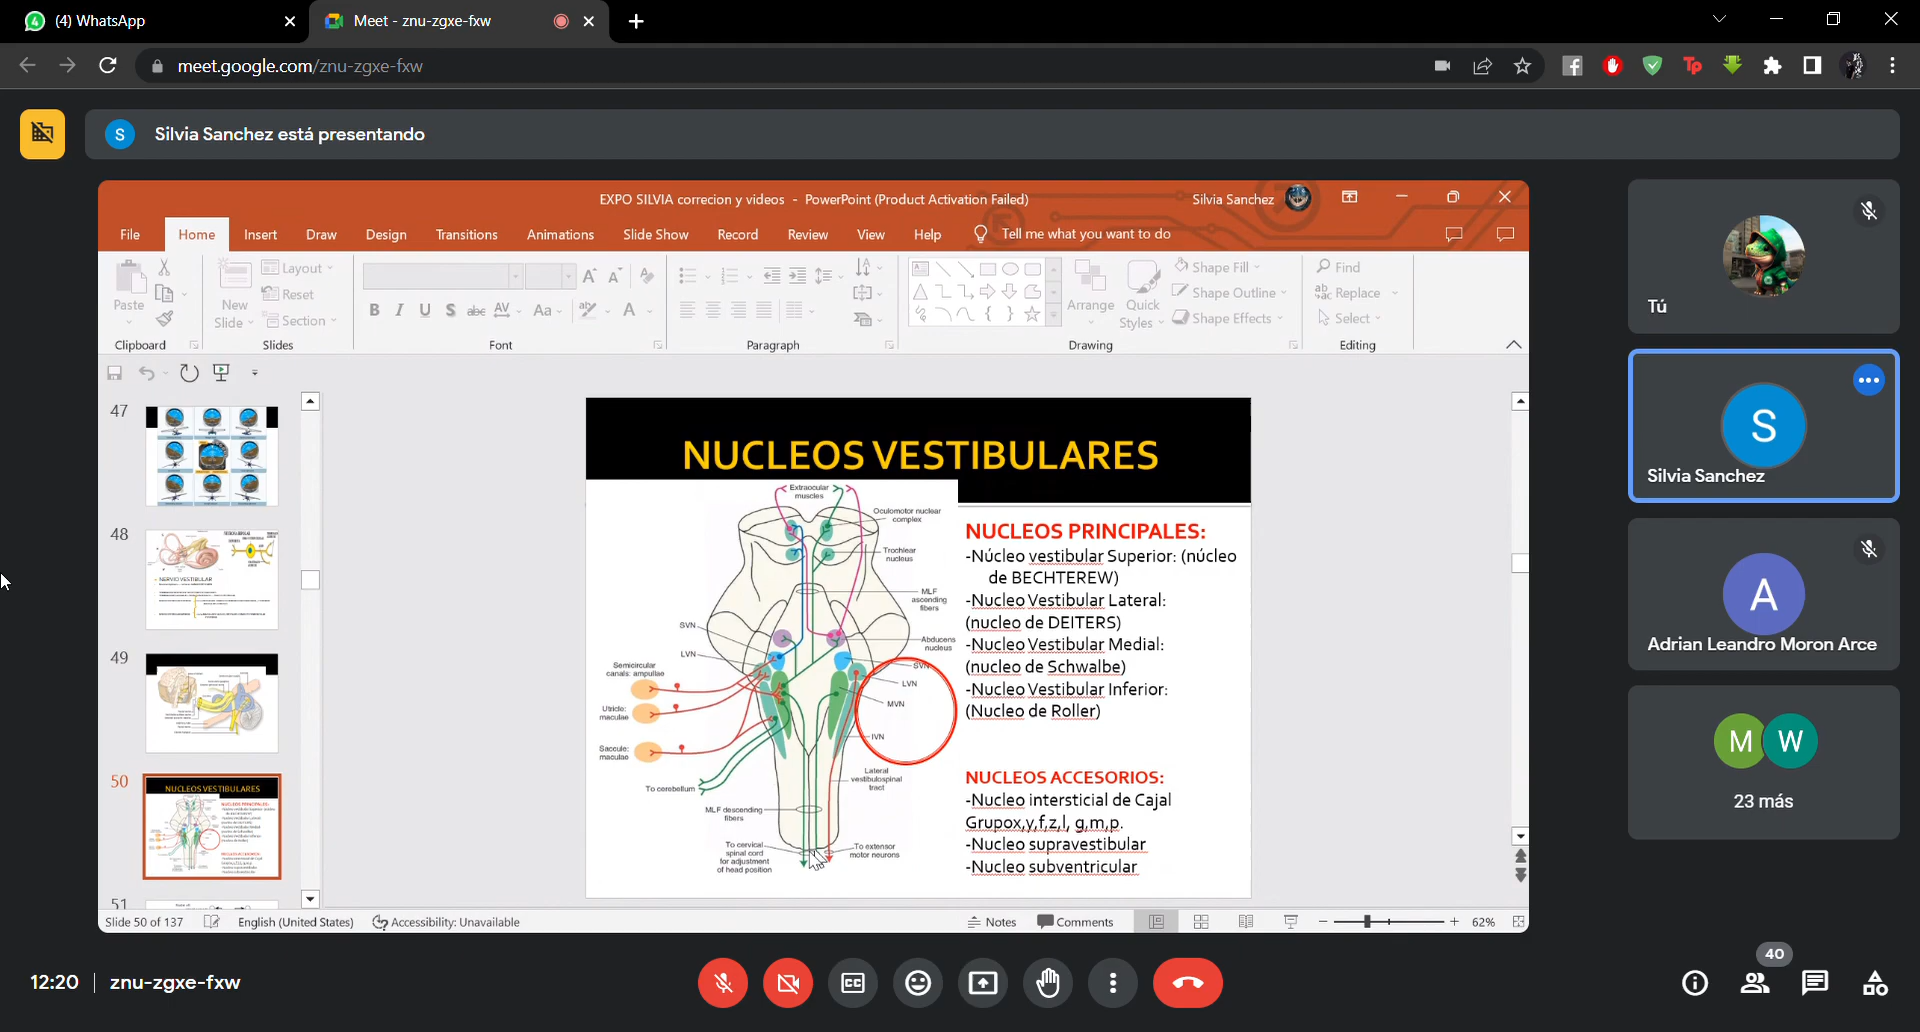 (4) WhatsApp
Meet - znu-zgxe-fxw
meet.google.com/znu-zgxe-fxw
S
Silvia Sanchez está presentando
EXPO SILVIA correcion y videos - PowerPoint (Product Activation Failed)
Silvia Sanchez
File Home Insert Draw Design Transitions Animations Slide Show Record Review View Help Tell me what you want to do
Paste
New
Slide
Layout
Reset
Section
B I U S abc AV Aa A
Arrange
Quick
Styles
Shape Fill
Shape Outline
Shape Effects
Find
Replace
Select
Clipboard Slides Font Paragraph Drawing Editing
47
48
NERVIO VESTIBULAR
49
50
NUCLEOS VESTIBULARES
51
NUCLEOS VESTIBULARES
Extraocular
muscles
Oculomotor nuclear
complex
Trochlear
nucleus
MLF
ascending
fibers
SVN
Abducens
nucleus
LVN
SVN
Semicircular
canals: ampullae
LVN
MVN
Utricle:
maculae
IVN
Saccule:
maculae
Lateral
vestibulospinal
tract
To cerebellum
MLF descending
fibers
To cervical
spinal cord
for adjustment
of head position
To extensor
motor neurons
NUCLEOS PRINCIPALES:
-Núcleo vestibular Superior: (núcleo
de BECHTEREW)
-Nucleo Vestibular Lateral:
(nucleo de DEITERS)
-Nucleo Vestibular Medial:
(nucleo de Schwalbe)
-Nucleo Vestibular Inferior:
(Nucleo de Roller)
NUCLEOS ACCESORIOS:
-Nucleo intersticial de Cajal
Grupox,y,f,z,l, g,m,p.
-Nucleo supravestibular
-Nucleo subventricular
Slide 50 of 137 English (United States) Accessibility: Unavailable
Notes Comments 62%
Tú
S
Silvia Sanchez
A
Adrian Leandro Moron Arce
M W
23 más
12:20 znu-zgxe-fxw
40